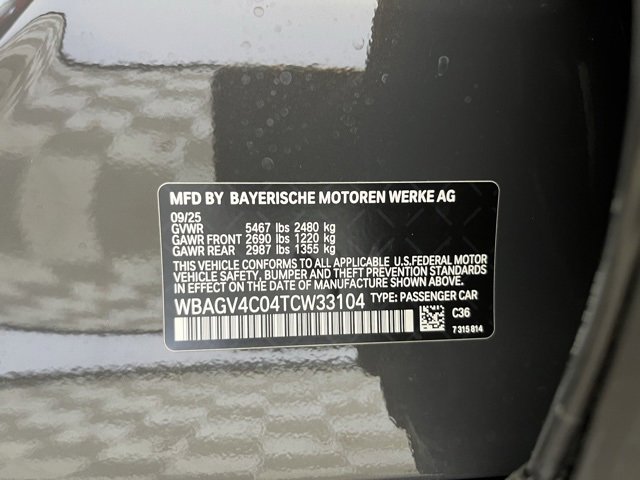 MFD BY BAYERISCHE MOTOREN WERKE AG
09/25
GVWR 5467 lbs 2480 kg
GAWR FRONT 2690 lbs 1220 kg
GAWR REAR 2987 lbs 1355 kg
THIS VEHICLE CONFORMS TO ALL APPLICABLE U.S.FEDERAL MOTOR
VEHICLE SAFETY, BUMPER AND THEFT PREVENTION STANDARDS
IN EFFECT ON THE DATE OF MANUFACTURE SHOWN ABOVE.
WBAGV4C04TCW33104 TYPE: PASSENGER CAR
C36
7 315 814